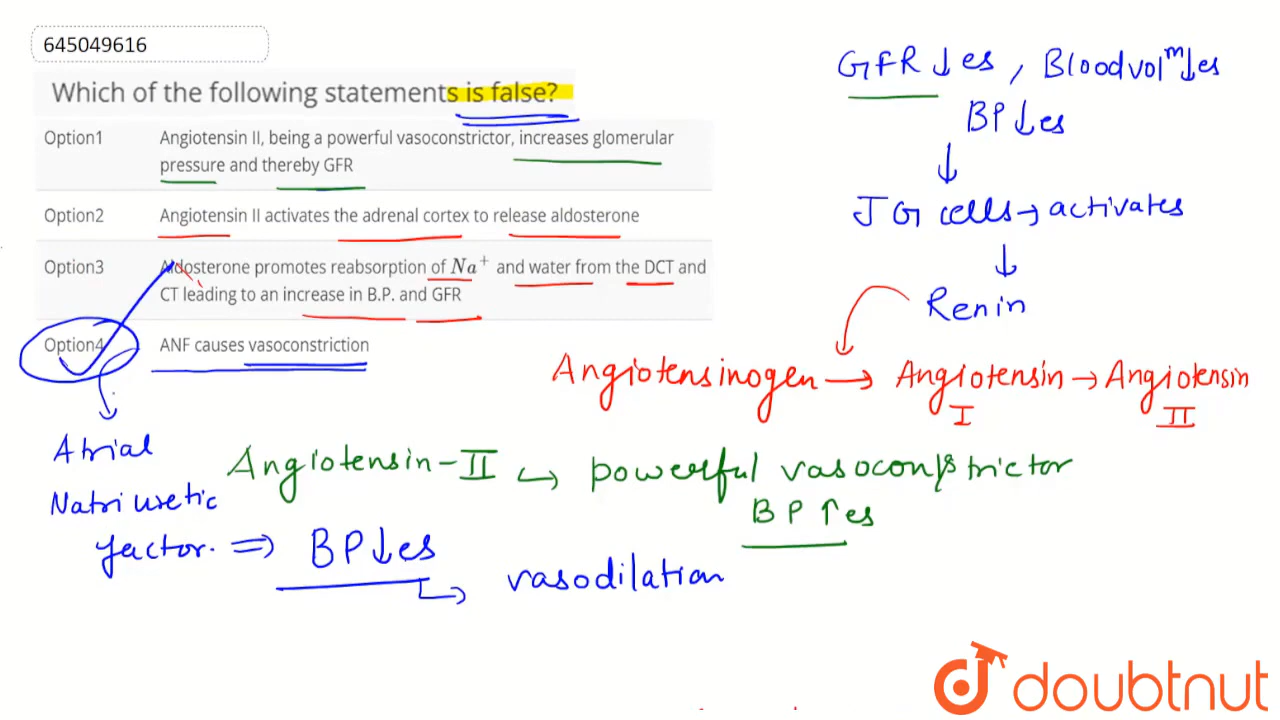 645049616
Which of the following statements is false?
Option1 Angiotensin II, being a powerful vasoconstrictor, increases glomerular
pressure and thereby GFR
Option2 Angiotensin II activates the adrenal cortex to release aldosterone
Option3 Aldosterone promotes reabsorption of Na⁺ and water from the DCT and
CT leading to an increase in B.P. and GFR
Option4 ANF causes vasoconstriction
GFR ↓es, Blood volᵐ ↓es
BP ↓es
↓
JG cells → activates
↓
Renin
Angiotensinogen → Angiotensin I → Angiotensin II
Angiotensin-II ↪ powerful vasoconstrictor
BP ↑es
Atrial
Natriuretic
factor. ⇒ BP ↓es
↪ vasodilation
doubtnut